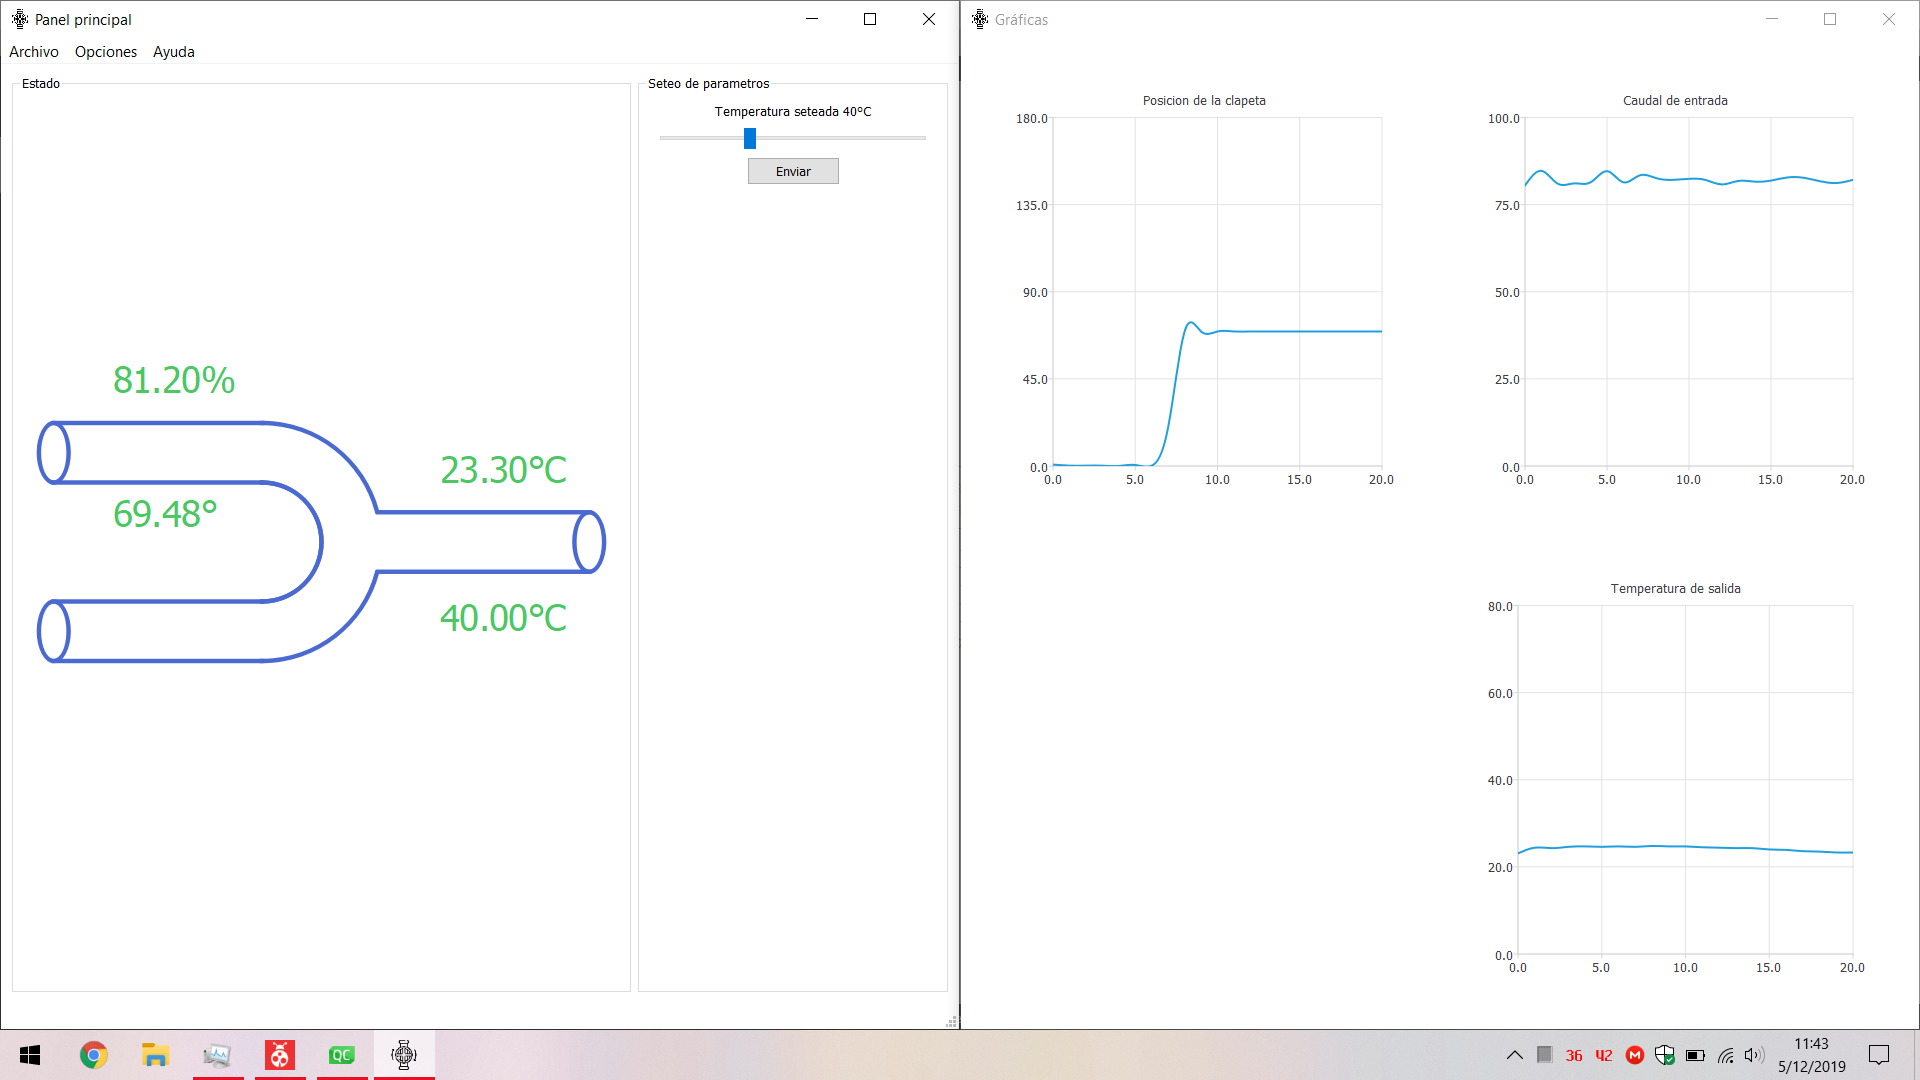 Panel principal
Archivo Opciones Ayuda
Estado
81.20%
69.48°
23.30°C
40.00°C
Seteo de parametros
Temperatura seteada 40ºC
Enviar
Gráficas
Posicion de la clapeta
180.0
135.0
90.0
45.0
0.0
0.0 5.0 10.0 15.0 20.0
Caudal de entrada
100.0
75.0
50.0
25.0
0.0
0.0 5.0 10.0 15.0 20.0
Temperatura de salida
80.0
60.0
40.0
20.0
0.0
0.0 5.0 10.0 15.0 20.0
QC
36 42 M
11:43
5/12/2019